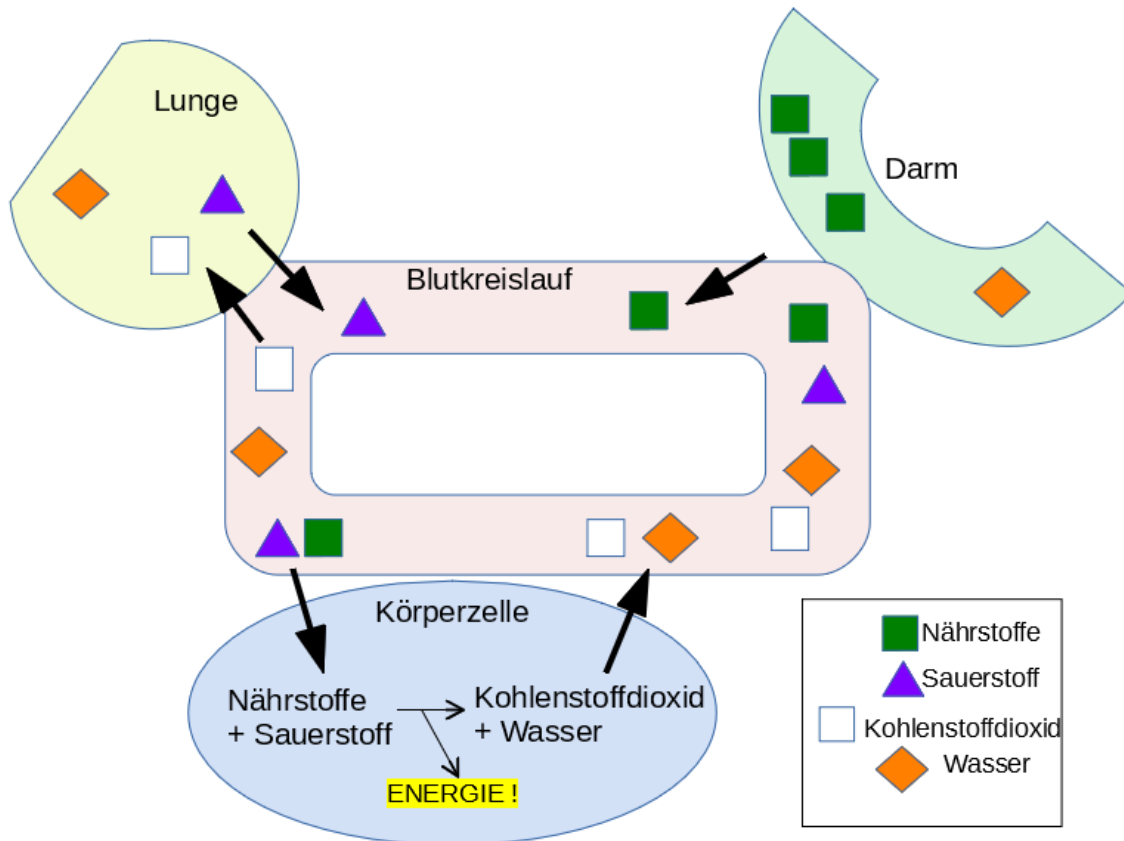 Lunge
Darm
Blutkreislauf
Körperzelle
Nährstoffe
+ Sauerstoff
Kohlenstoffdioxid
+ Wasser
ENERGIE !
Nährstoffe
Sauerstoff
Kohlenstoffdioxid
Wasser